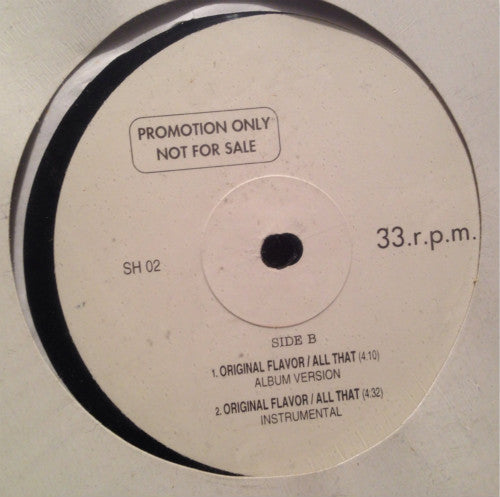 PROMOTION ONLY
NOT FOR SALE
33.r.p.m.
SH 02
SIDE B
1. ORIGINAL FLAVOR / ALL THAT (4.10)
ALBUM VERSION
2. ORIGINAL FLAVOR / ALL THAT (4.32)
INSTRUMENTAL